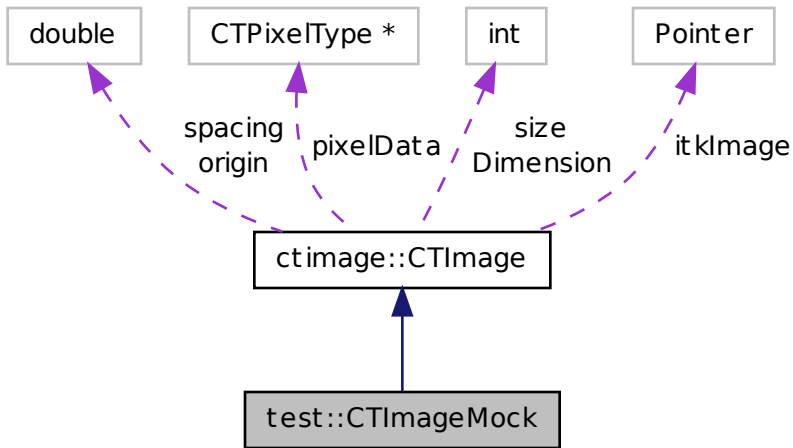 double
CTPixelType *
int
Pointer
spacing
origin
pixelData
size
Dimension
itkImage
ctimage::CTImage
test::CTImageMock